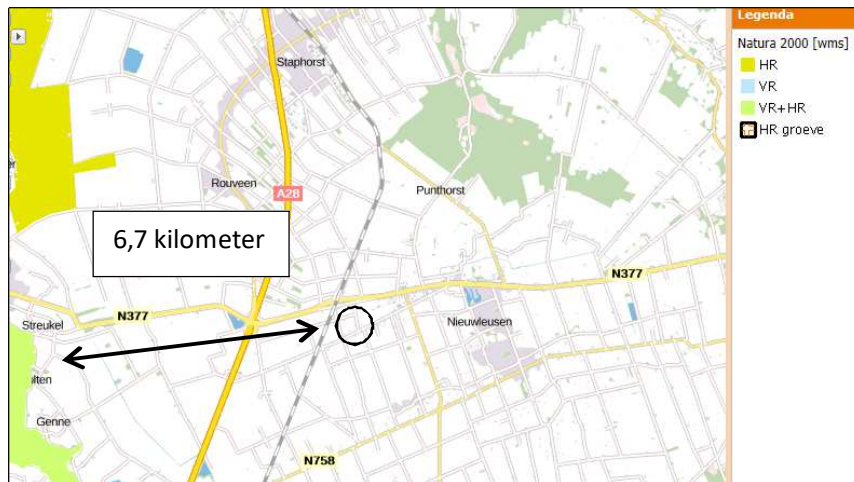 Staphorst
Rouveen
A28
Punthorst
6,7 kilometer
N377
N377
Streukel
Nieuwleusen
Genne
N758
Legenda
Natura 2000 [wms]
HR
VR
VR+HR
HR groeve